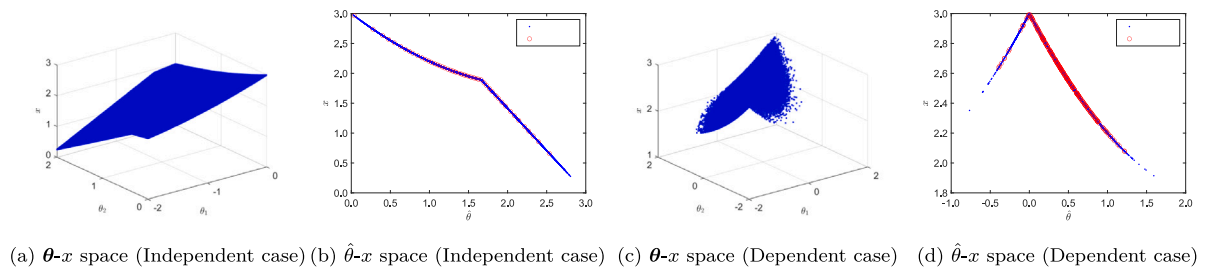 3
2
1
0
2
1
0
-2
-1
0
x
θ₂
θ₁
3.0
2.5
2.0
1.5
1.0
0.5
0.0
0.0 0.5 1.0 1.5 2.0 2.5 3.0
x
θ̂
3
2
1
2
0
-2
-2
0
2
x
θ₂
θ₁
3.0
2.8
2.6
2.4
2.2
2.0
1.8
-1.0 -0.5 0.0 0.5 1.0 1.5 2.0
x
θ̂
(a) θ-x space (Independent case) (b) θ̂-x space (Independent case) (c) θ-x space (Dependent case) (d) θ̂-x space (Dependent case)